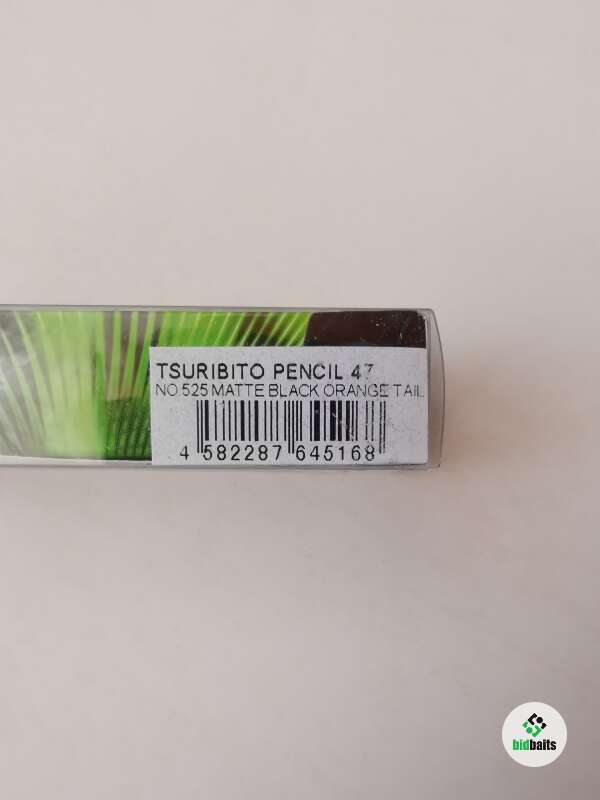 TSURIBITO PENCIL 47
NO.525 MATTE BLACK ORANGE TAIL
4 582287 645168
bidbaits